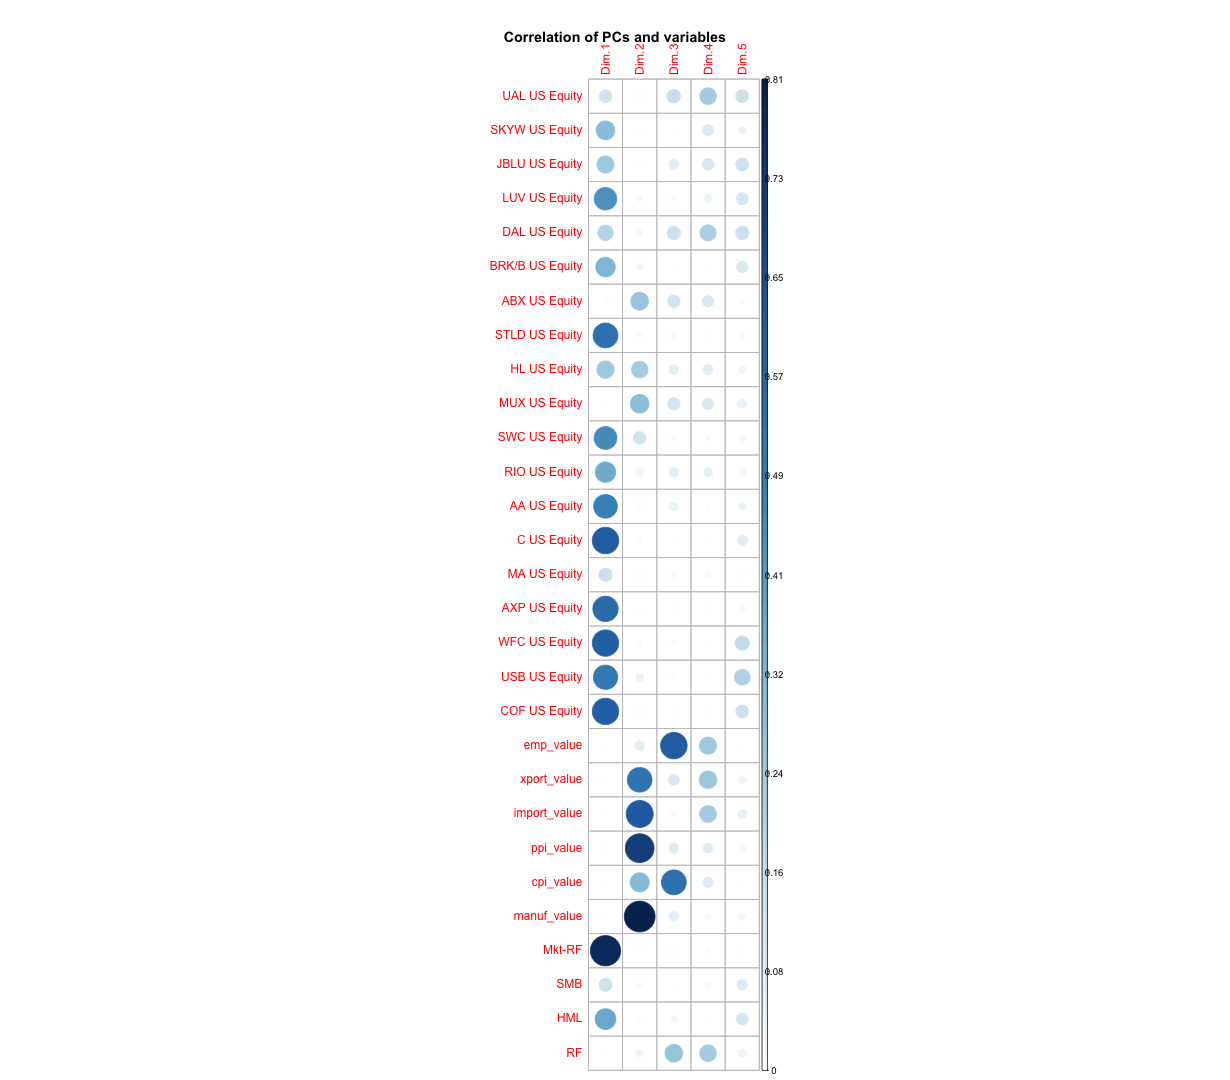 Correlation of PCs and variables
Dim.1 Dim.2 Dim.3 Dim.4 Dim.5
0.81
UAL US Equity
SKYW US Equity
JBLU US Equity
0.73
LUV US Equity
DAL US Equity
BRK/B US Equity
0.65
ABX US Equity
STLD US Equity
HL US Equity
0.57
MUX US Equity
SWC US Equity
RIO US Equity
0.49
AA US Equity
C US Equity
MA US Equity
0.41
AXP US Equity
WFC US Equity
USB US Equity
0.32
COF US Equity
emp_value
0.24
xport_value
import_value
ppi_value
0.16
cpi_value
manuf_value
Mkt-RF
0.08
SMB
HML
RF
0